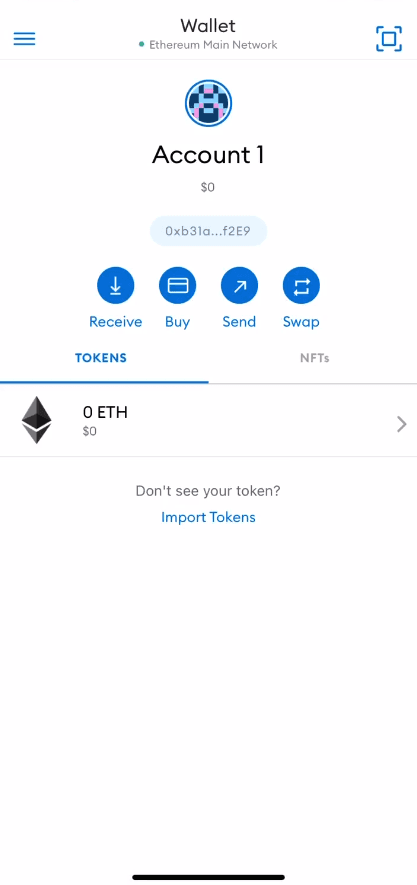 Wallet
Ethereum Main Network
Account 1
$0
0xb31a...f2E9
Receive
Buy
Send
Swap
TOKENS
NFTs
0 ETH
$0
Don't see your token?
Import Tokens